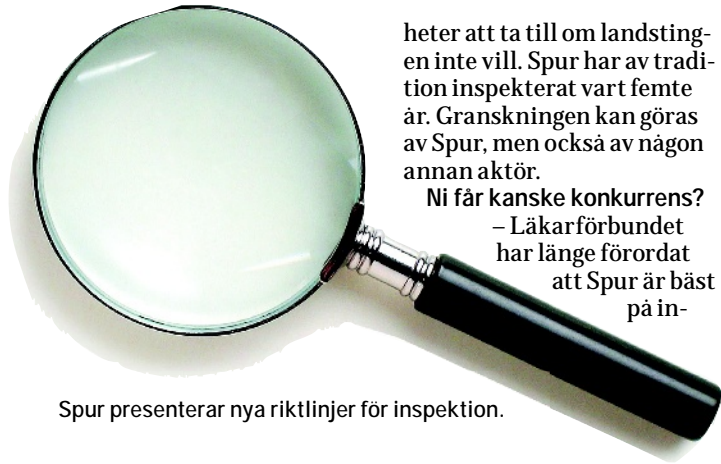 heter att ta till om landsting-
en inte vill. Spur har av tradi-
tion inspekterat vart femte
år. Granskningen kan göras
av Spur, men också av någon
annan aktör.
Ni får kanske konkurrens?
– Läkarförbundet
har länge förordat
att Spur är bäst
på in-
Spur presenterar nya riktlinjer för inspektion.